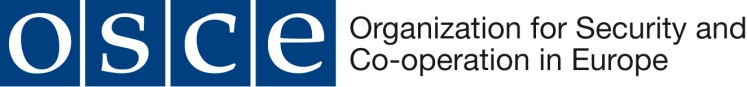 osce
Organization for Security and
Co-operation in Europe